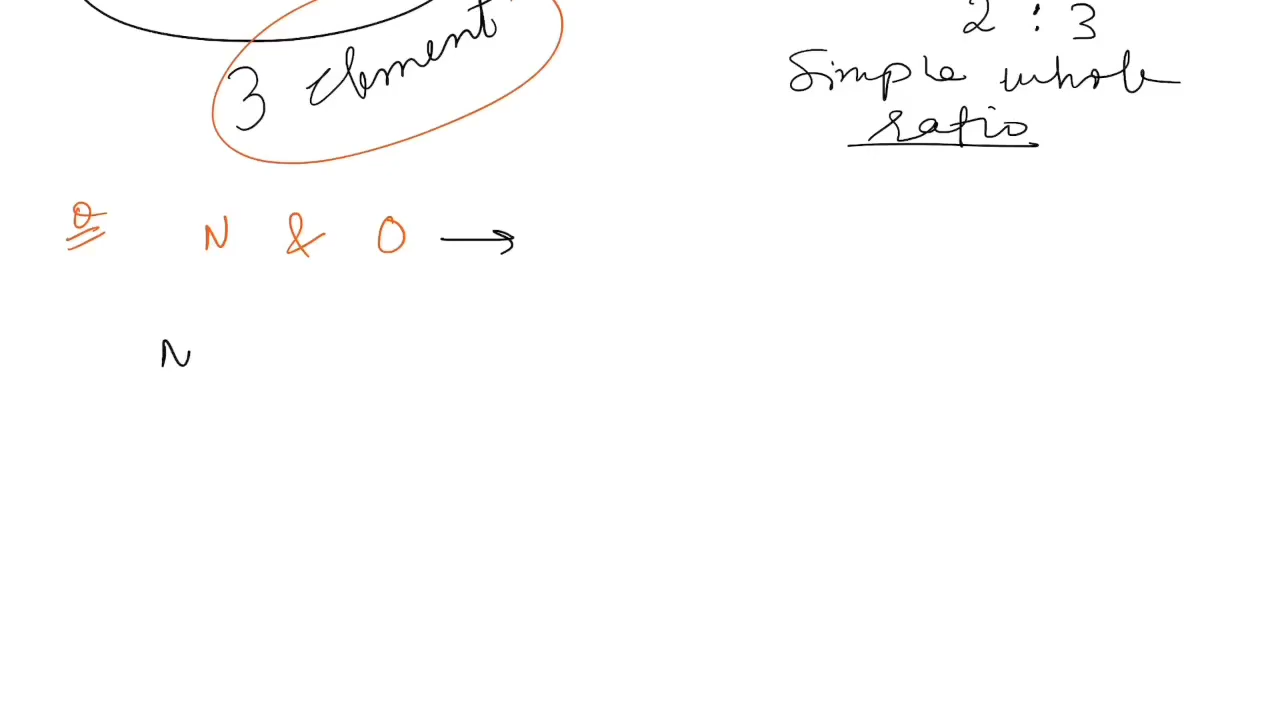 3 element
2 : 3
Simple whole
ratio
Q N & O →
N